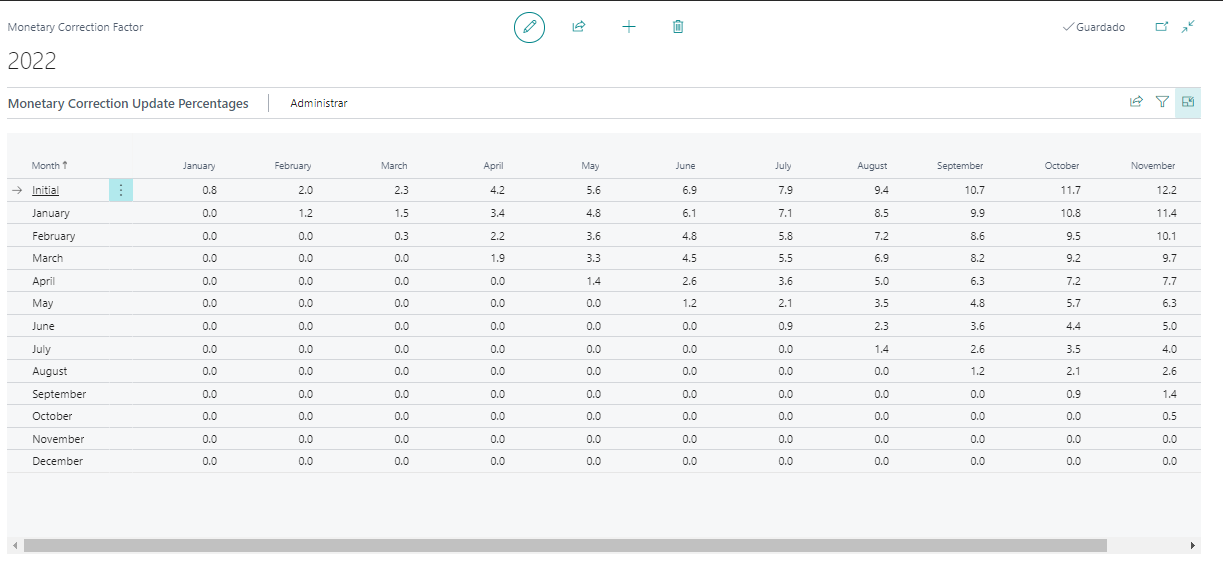 Monetary Correction Factor
Guardado
2022
Monetary Correction Update Percentages Administrar
Month↑ January February March April May June July August September October November
Initial 0.8 2.0 2.3 4.2 5.6 6.9 7.9 9.4 10.7 11.7 12.2
January 0.0 1.2 1.5 3.4 4.8 6.1 7.1 8.5 9.9 10.8 11.4
February 0.0 0.0 0.3 2.2 3.6 4.8 5.8 7.2 8.6 9.5 10.1
March 0.0 0.0 0.0 1.9 3.3 4.5 5.5 6.9 8.2 9.2 9.7
April 0.0 0.0 0.0 0.0 1.4 2.6 3.6 5.0 6.3 7.2 7.7
May 0.0 0.0 0.0 0.0 0.0 1.2 2.1 3.5 4.8 5.7 6.3
June 0.0 0.0 0.0 0.0 0.0 0.0 0.9 2.3 3.6 4.4 5.0
July 0.0 0.0 0.0 0.0 0.0 0.0 0.0 1.4 2.6 3.5 4.0
August 0.0 0.0 0.0 0.0 0.0 0.0 0.0 0.0 1.2 2.1 2.6
September 0.0 0.0 0.0 0.0 0.0 0.0 0.0 0.0 0.0 0.9 1.4
October 0.0 0.0 0.0 0.0 0.0 0.0 0.0 0.0 0.0 0.0 0.5
November 0.0 0.0 0.0 0.0 0.0 0.0 0.0 0.0 0.0 0.0 0.0
December 0.0 0.0 0.0 0.0 0.0 0.0 0.0 0.0 0.0 0.0 0.0